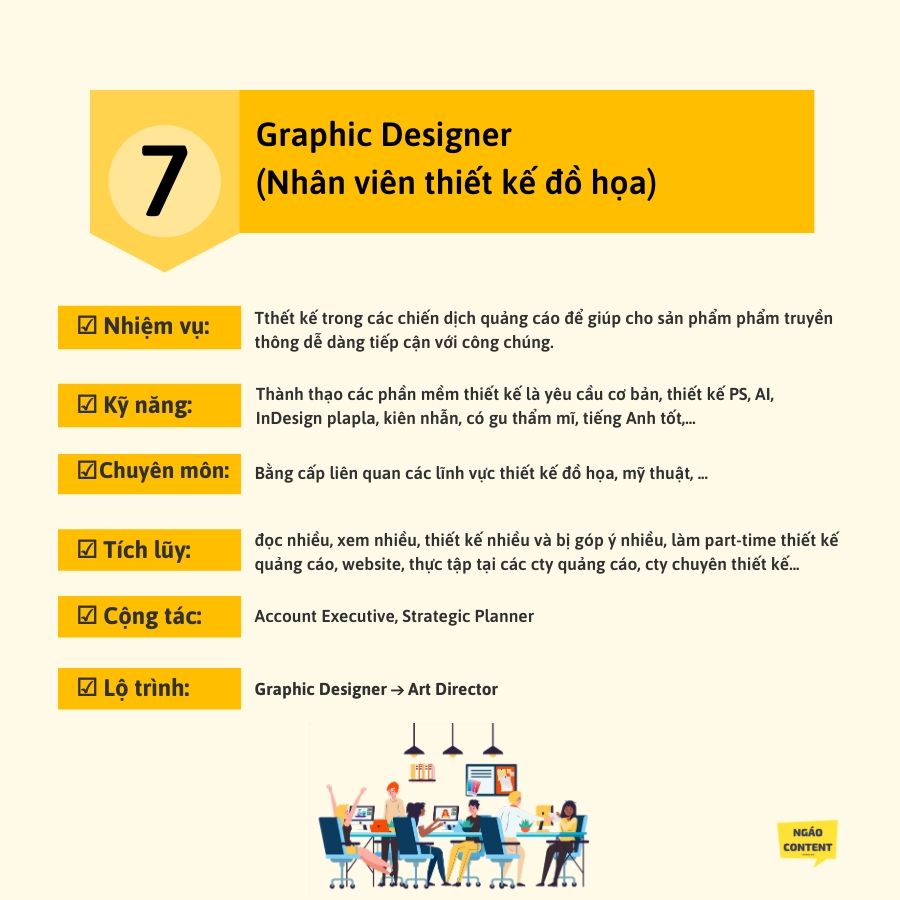 7
Graphic Designer
(Nhân viên thiết kế đồ họa)
☑ Nhiệm vụ:
Tthết kế trong các chiến dịch quảng cáo để giúp cho sản phẩm phẩm truyền
thông dễ dàng tiếp cận với công chúng.
☑ Kỹ năng:
Thành thạo các phần mềm thiết kế là yêu cầu cơ bản, thiết kế PS, AI,
InDesign plapla, kiên nhẫn, có gu thẩm mĩ, tiếng Anh tốt,...
☑Chuyên môn:
Bằng cấp liên quan các lĩnh vực thiết kế đồ họa, mỹ thuật, ...
☑ Tích lũy:
đọc nhiều, xem nhiều, thiết kế nhiều và bị góp ý nhiều, làm part-time thiết kế
quảng cáo, website, thực tập tại các cty quảng cáo, cty chuyên thiết kế...
☑ Cộng tác:
Account Executive, Strategic Planner
☑ Lộ trình:
Graphic Designer → Art Director
NGÁO
CONTENT